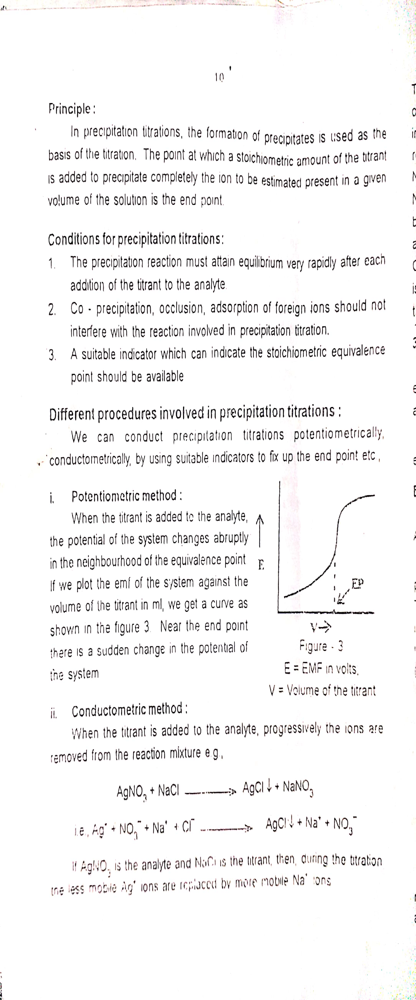 10
Principle :
In precipitation titrations, the formation of precipitates is used as the
basis of the titration. The point at which a stoichiometric amount of the titrant
is added to precipitate completely the ion to be estimated present in a given
volume of the solution is the end point.
Conditions for precipitation titrations :
1. The precipitation reaction must attain equilibrium very rapidly after each
addition of the titrant to the analyte.
2. Co - precipitation, occlusion, adsorption of foreign ions should not
interfere with the reaction involved in precipitation titration.
3. A suitable indicator which can indicate the stoichiometric equivalence
point should be available
Different procedures involved in precipitation titrations :
We can conduct precipitation titrations potentiometrically,
conductometrically, by using suitable indicators to fix up the end point etc.,
i. Potentiometric method :
When the titrant is added to the analyte,
the potential of the system changes abruptly
in the neighbourhood of the equivalence point
If we plot the emf of the system against the
volume of the titrant in ml, we get a curve as
shown in the figure 3. Near the end point
there is a sudden change in the potential of
the system
E
EP
V→
Figure - 3
E = EMF in volts,
V = Volume of the titrant
ii. Conductometric method :
When the titrant is added to the analyte, progressively the ions are
removed from the reaction mixture e.g.,
AgNO₃ + NaCl → AgCl ↓ + NaNO₃
i.e., Ag⁺ + NO₃⁻ + Na⁺ + Cl⁻ → AgCl ↓ + Na⁺ + NO₃⁻
If AgNO₃ is the analyte and NaCl is the titrant, then, during the titration
the less mobile Ag⁺ ions are replaced by more mobile Na⁺ ions